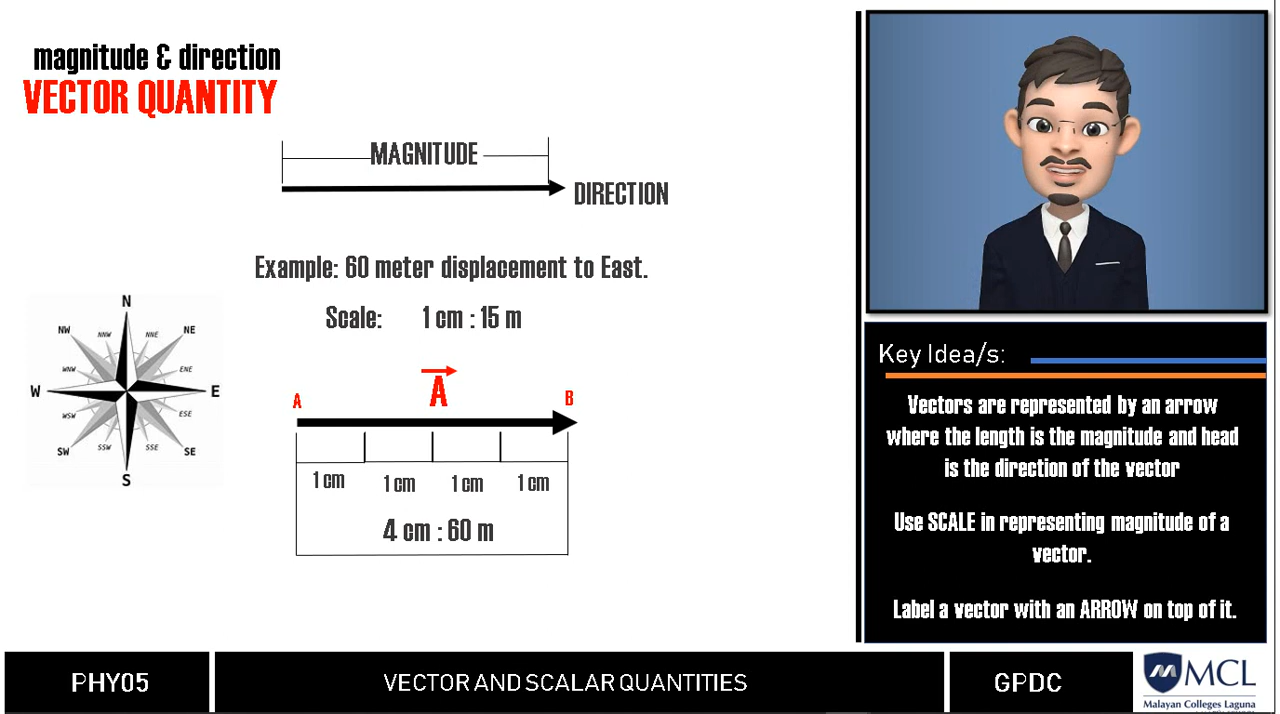 magnitude & direction
VECTOR QUANTITY
MAGNITUDE
DIRECTION
Example: 60 meter displacement to East.
Scale: 1 cm : 15 m
N
NW
NNW
NNE
NE
WNW
ENE
W
E
WSW
ESE
SW
SSW
SSE
SE
S
A
A
B
1 cm
1 cm
1 cm
1 cm
4 cm : 60 m
Key Idea/s:
Vectors are represented by an arrow
where the length is the magnitude and head
is the direction of the vector
Use SCALE in representing magnitude of a
vector.
Label a vector with an ARROW on top of it.
PHY05
VECTOR AND SCALAR QUANTITIES
GPDC
MCL
Malayan Colleges Laguna